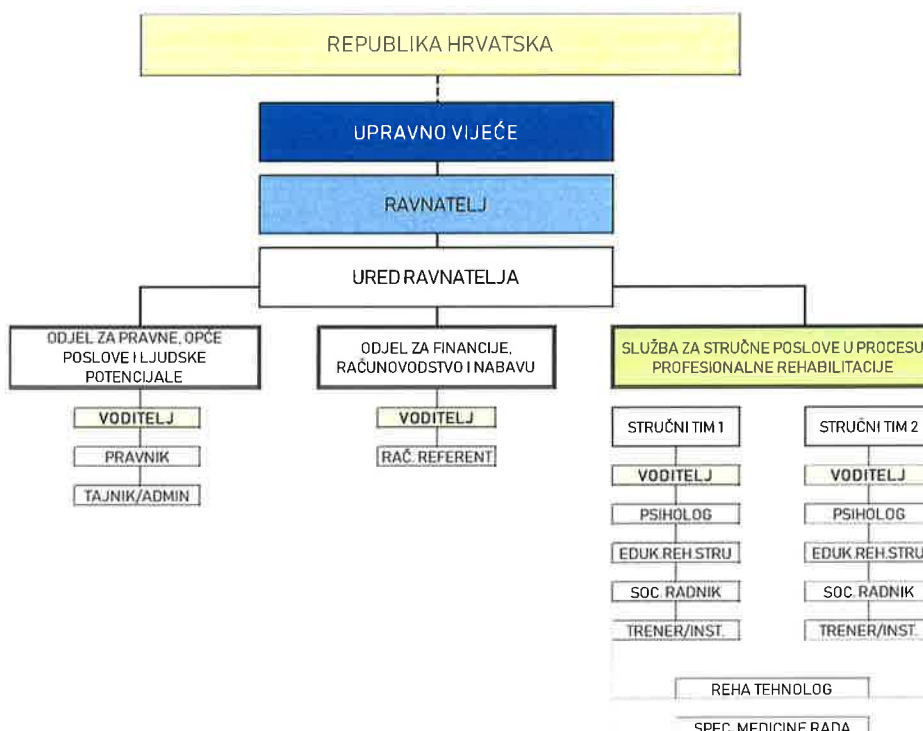 REPUBLIKA HRVATSKA
UPRAVNO VIJEĆE
RAVNATELJ
URED RAVNATELJA
ODJEL ZA PRAVNE, OPĆE
POSLOVE I LJUDSKE
POTENCIJALE
VODITELJ
PRAVNIK
TAJNIK/ADMIN
ODJEL ZA FINANCIJE,
RAČUNOVODSTVO I NABAVU
VODITELJ
RAČ. REFERENT
SLUŽBA ZA STRUČNE POSLOVE U PROCESU
PROFESIONALNE REHABILITACIJE
STRUČNI TIM 1
VODITELJ
PSIHOLOG
EDUK.REH.STRU
SOC. RADNIK
TRENER/INST.
STRUČNI TIM 2
VODITELJ
PSIHOLOG
EDUK.REH.STRU
SOC. RADNIK
TRENER/INST.
REHA TEHNOLOG
SPEC. MEDICINE RADA